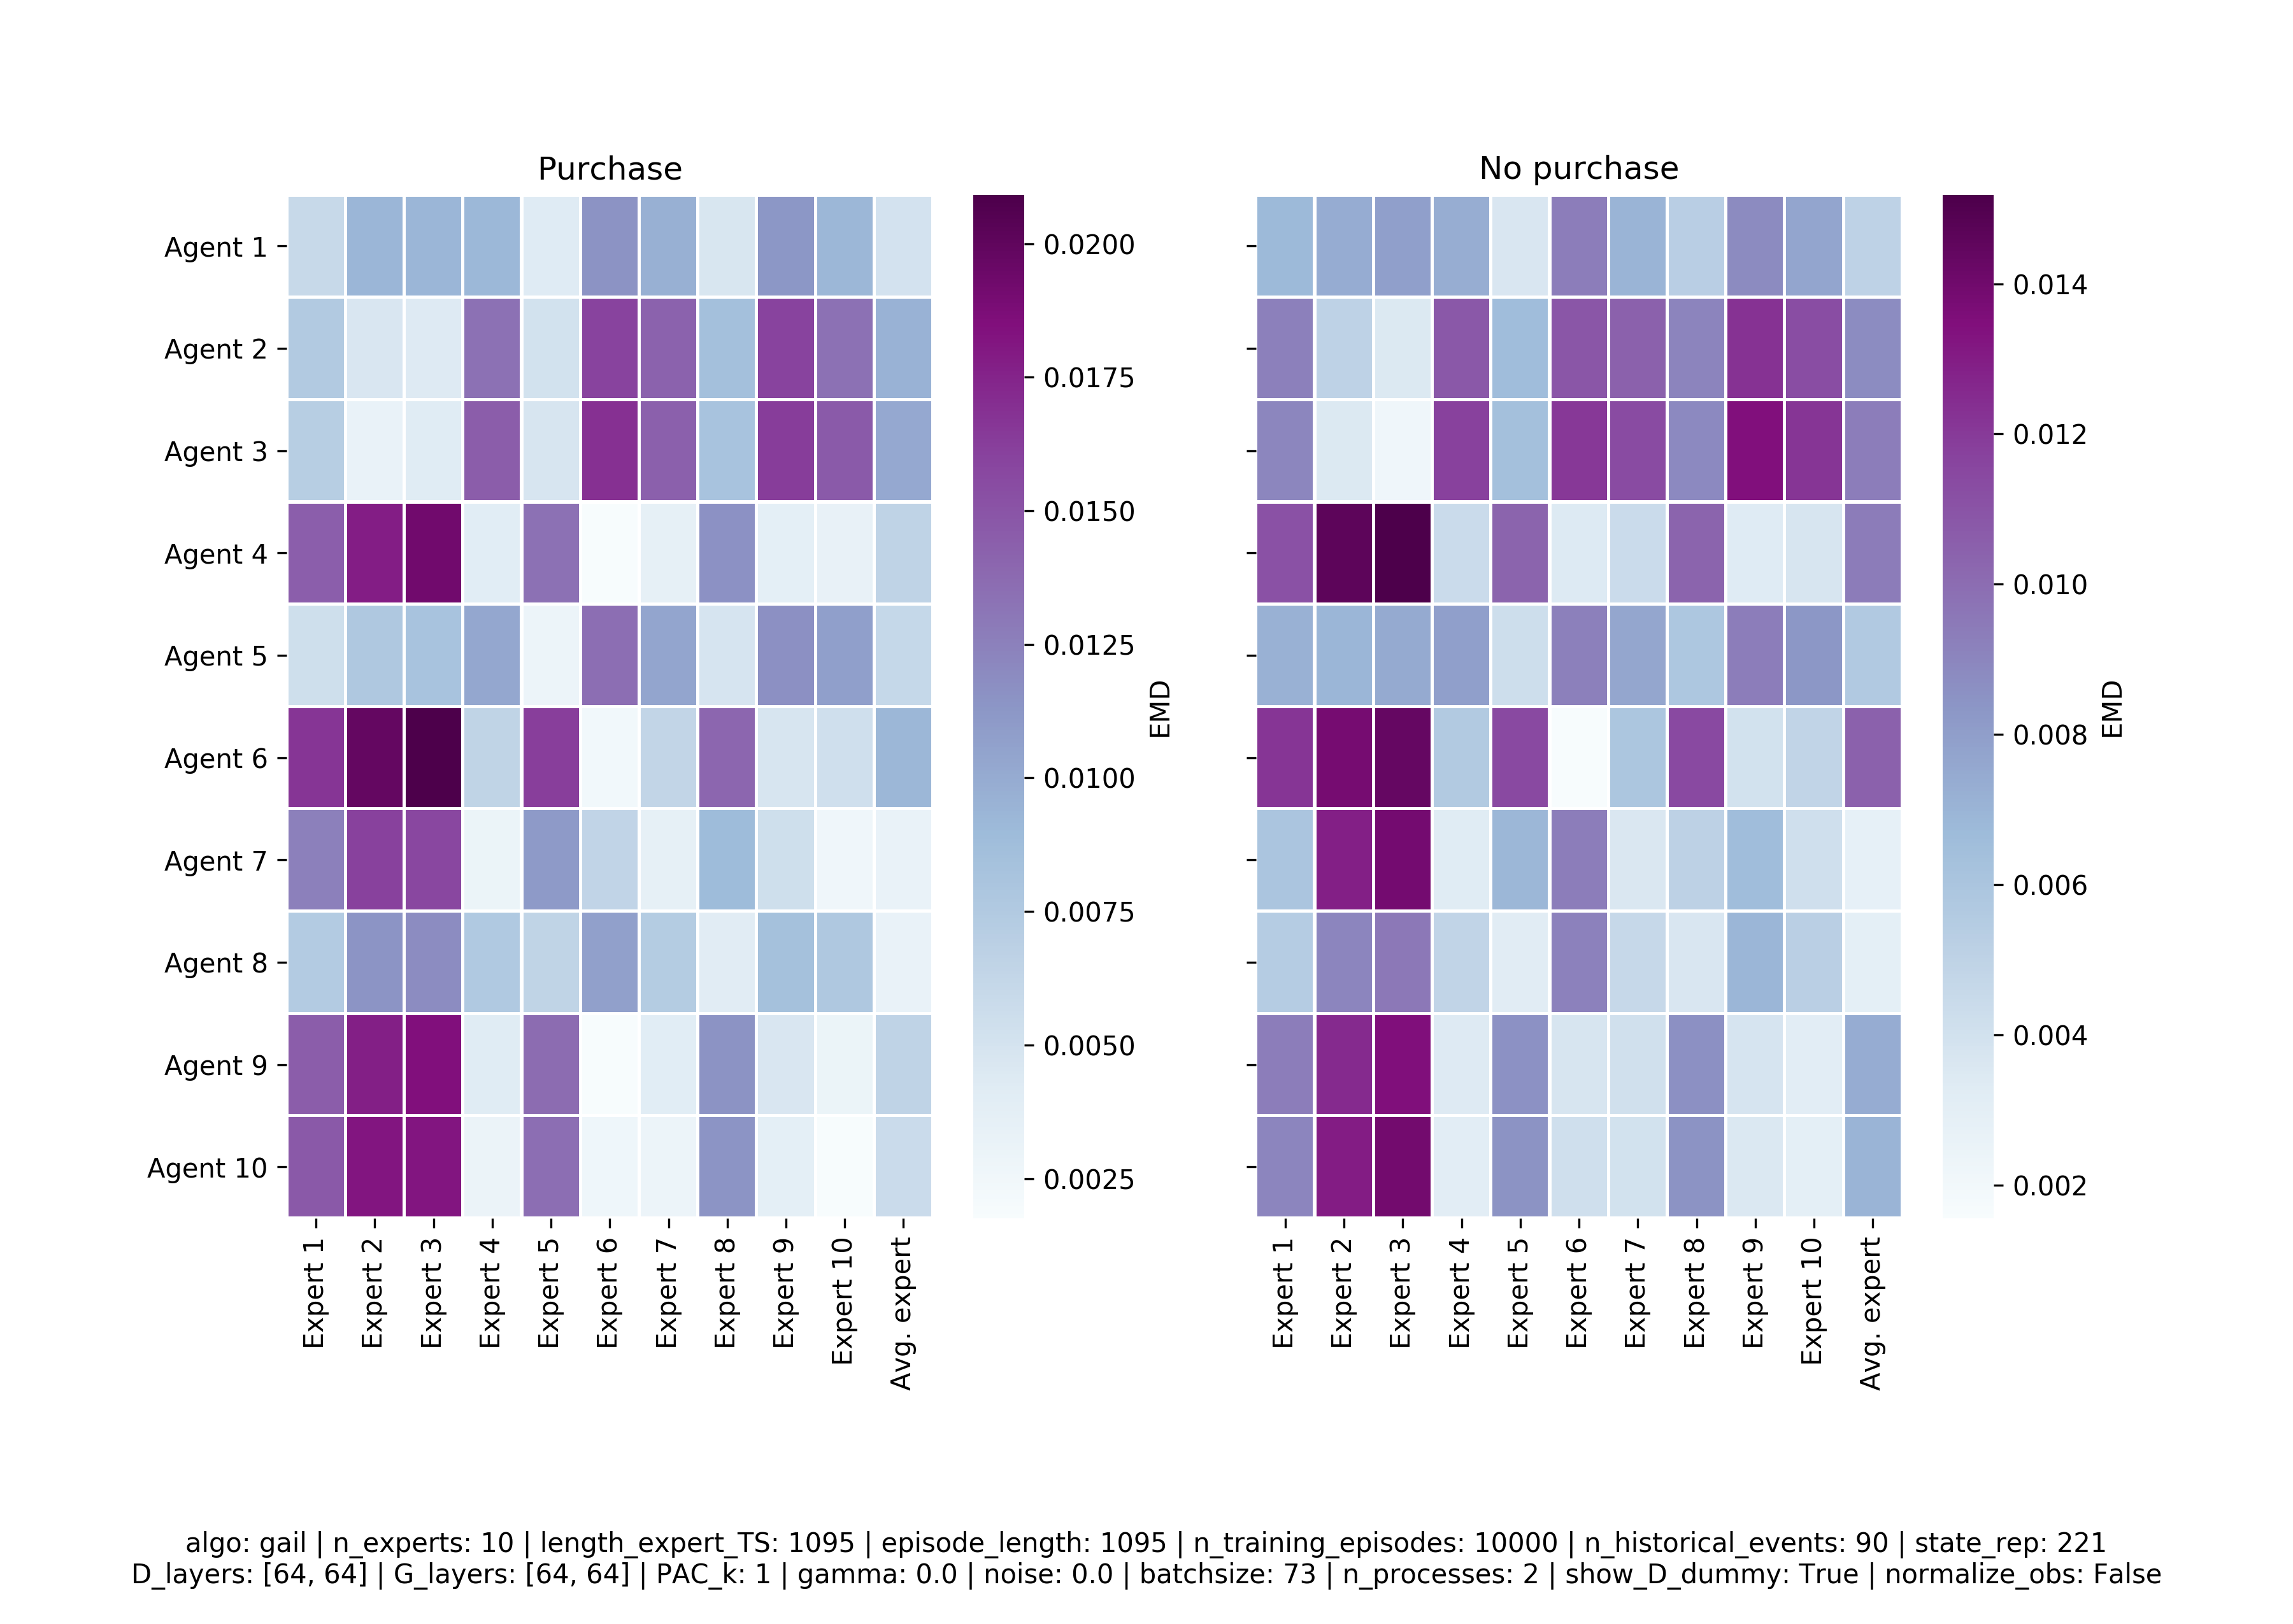 Purchase
No purchase
Agent 1
Agent 2
Agent 3
Agent 4
Agent 5
Agent 6
Agent 7
Agent 8
Agent 9
Agent 10
Expert 1
Expert 2
Expert 3
Expert 4
Expert 5
Expert 6
Expert 7
Expert 8
Expert 9
Expert 10
Avg. expert
0.0200
0.0175
0.0150
0.0125
0.0100
0.0075
0.0050
0.0025
EMD
Expert 1
Expert 2
Expert 3
Expert 4
Expert 5
Expert 6
Expert 7
Expert 8
Expert 9
Expert 10
Avg. expert
0.014
0.012
0.010
0.008
0.006
0.004
0.002
EMD
algo: gail | n_experts: 10 | length_expert_TS: 1095 | episode_length: 1095 | n_training_episodes: 10000 | n_historical_events: 90 | state_rep: 221
D_layers: [64, 64] | G_layers: [64, 64] | PAC_k: 1 | gamma: 0.0 | noise: 0.0 | batchsize: 73 | n_processes: 2 | show_D_dummy: True | normalize_obs: False